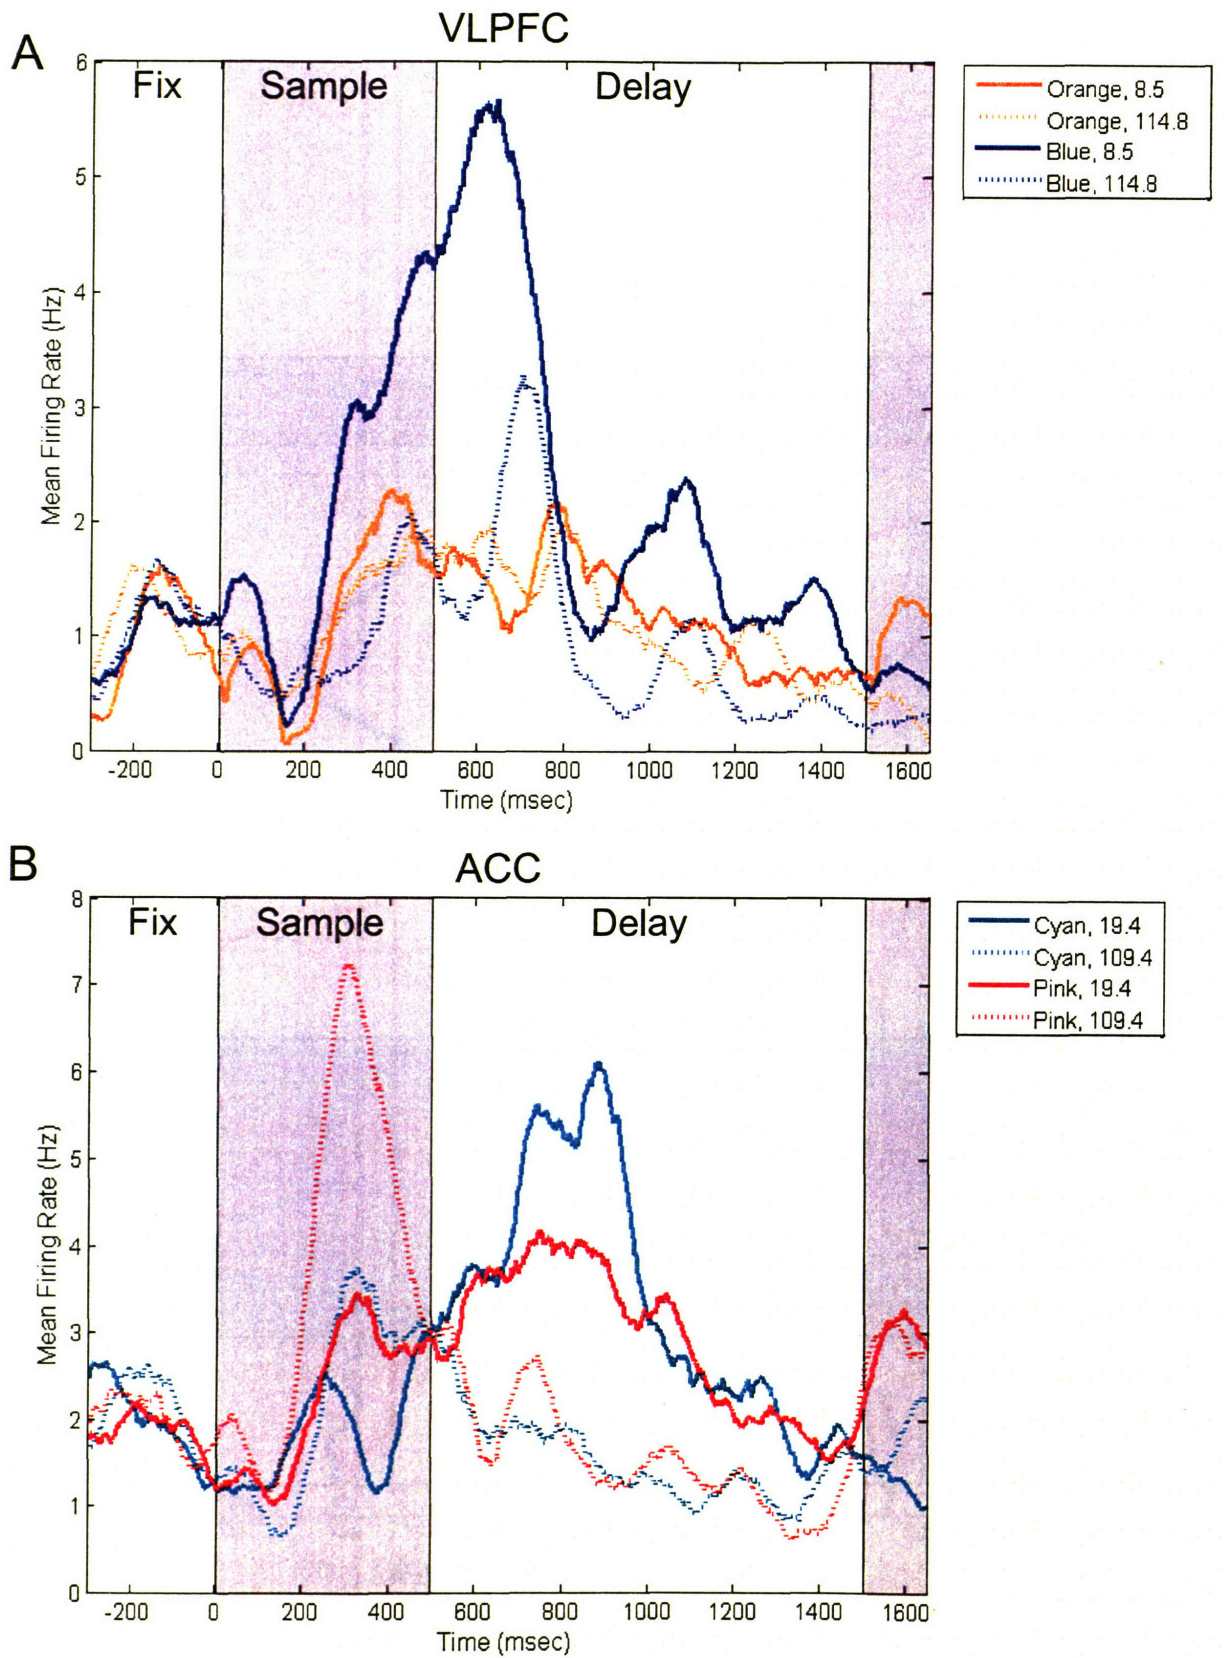 A
VLPFC
Fix
Sample
Delay
Orange, 8.5
Orange, 114.8
Blue, 8.5
Blue, 114.8
6
5
4
3
2
1
0
Mean Firing Rate (Hz)
-200 0 200 400 600 800 1000 1200 1400 1600
Time (msec)
B
ACC
Fix
Sample
Delay
Cyan, 19.4
Cyan, 109.4
Pink, 19.4
Pink, 109.4
8
7
6
5
4
3
2
1
0
Mean Firing Rate (Hz)
-200 0 200 400 600 800 1000 1200 1400 1600
Time (msec)